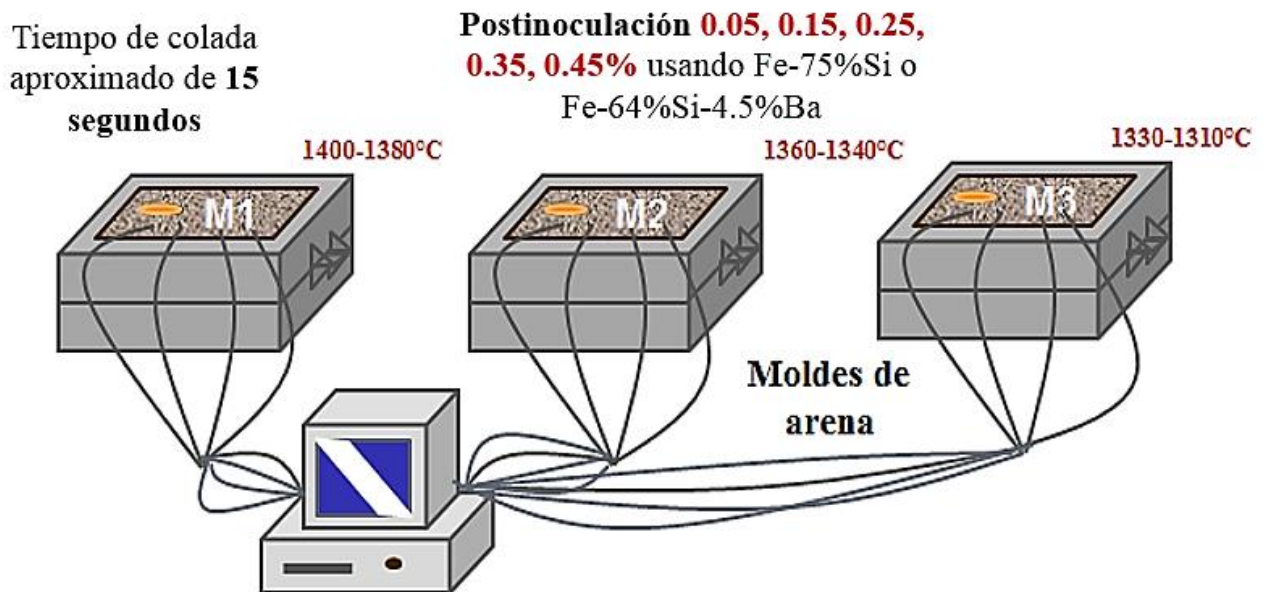 Tiempo de colada
aproximado de 15
segundos
Postinoculación 0.05, 0.15, 0.25,
0.35, 0.45% usando Fe-75%Si o
Fe-64%Si-4.5%Ba
1400-1380°C
1360-1340°C
1330-1310°C
M1
M2
M3
Moldes de
arena